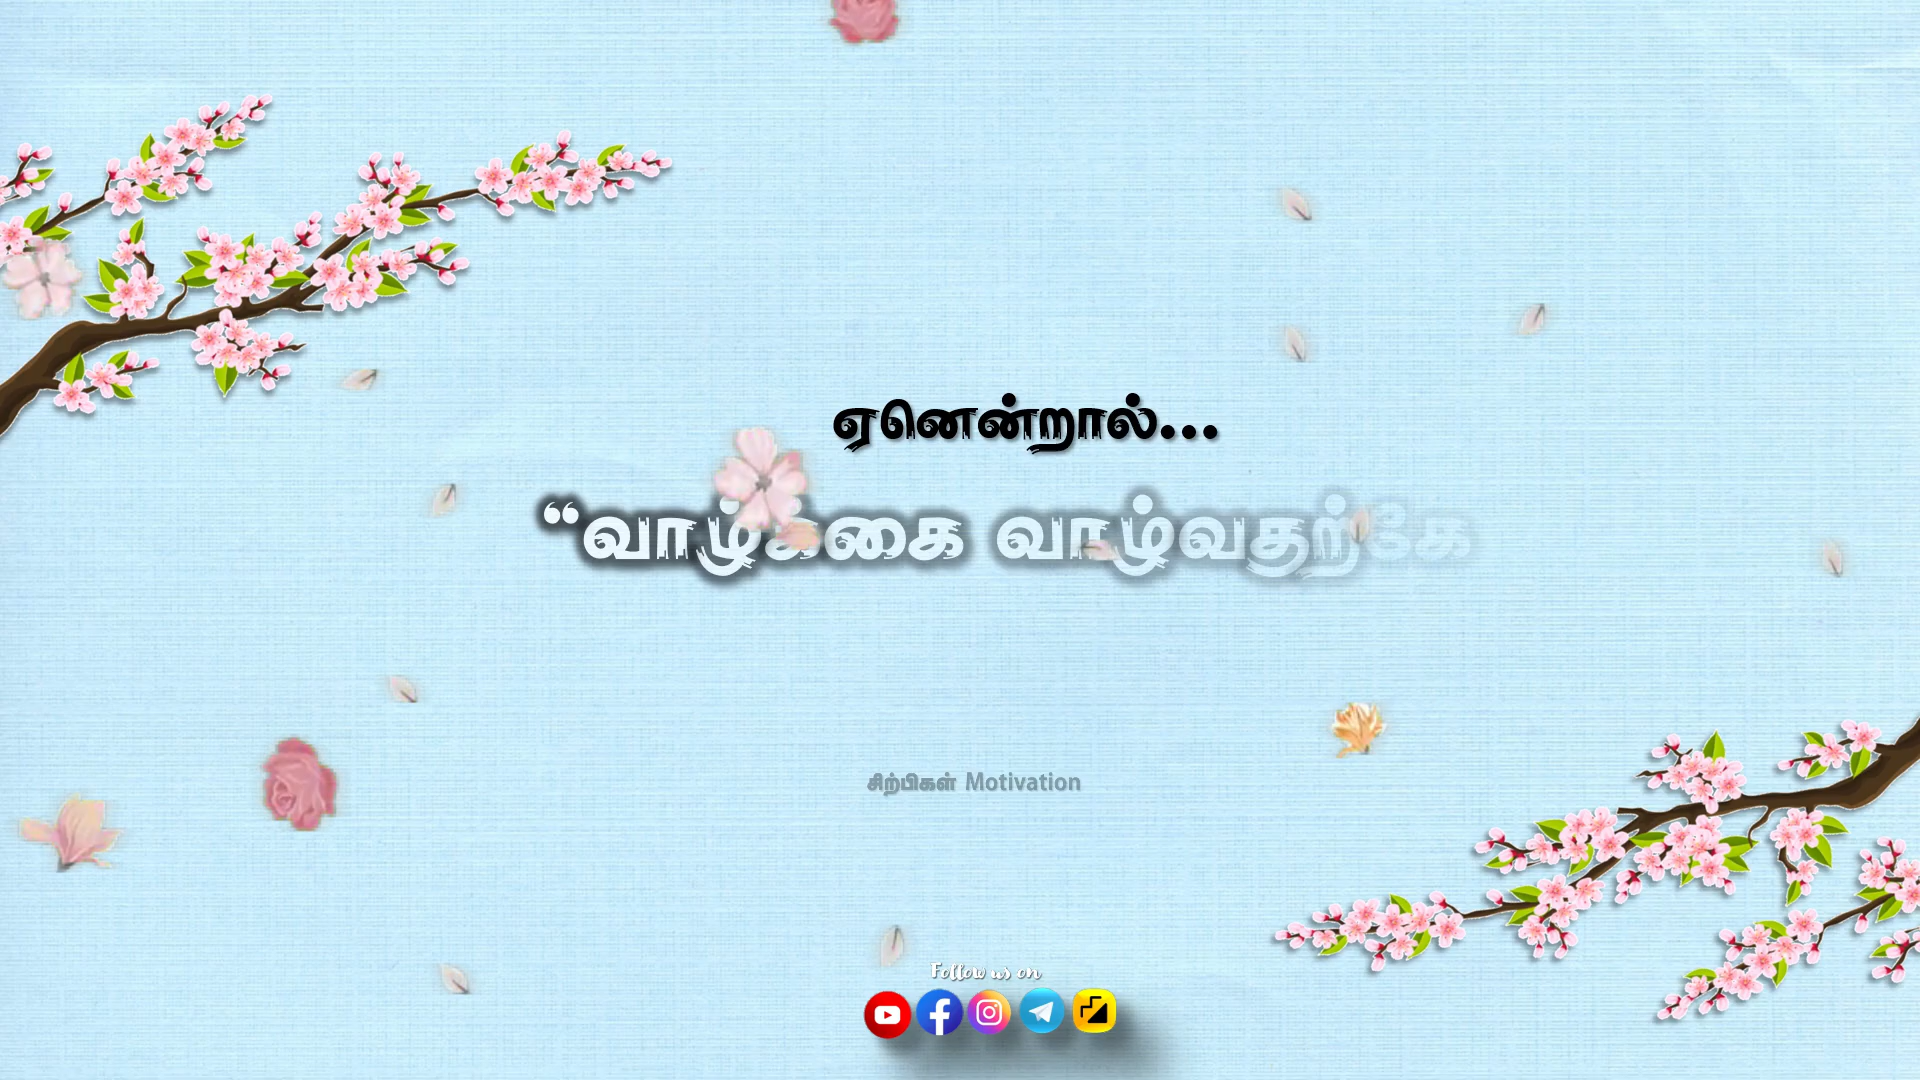 ஏனென்றால்...
“வாழ்க்கை வாழ்வதற்கே
சிற்பிகள் Motivation
Follow us on